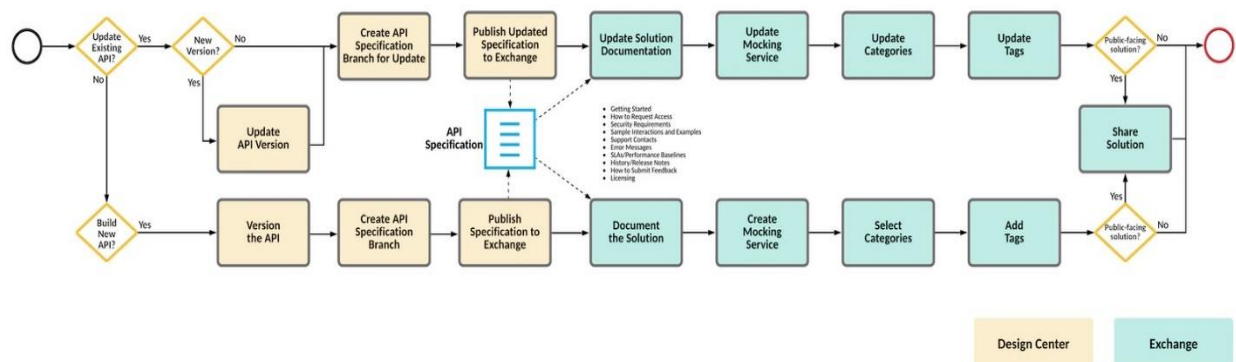 Update
Existing
API?
Yes
No
New
Version?
No
Yes
Update
API Version
Create API
Specification
Branch for Update
Publish Updated
Specification
to Exchange
Update Solution
Documentation
Update
Mocking
Service
Update
Categories
Update
Tags
Public-facing
solution?
No
Yes
API
Specification
• Getting Started
• How to Request Access
• Security Requirements
• Sample Interactions and Examples
• Support Contacts
• Error Messages
• SLAs/Performance Baselines
• History/Release Notes
• How to Submit Feedback
• Licensing
Share
Solution
Build
New
API?
Yes
Version
the API
Create API
Specification
Branch
Publish
Specification to
Exchange
Document
the Solution
Create
Mocking
Service
Select
Categories
Add
Tags
Yes
Public-facing
solution?
No
Design Center
Exchange